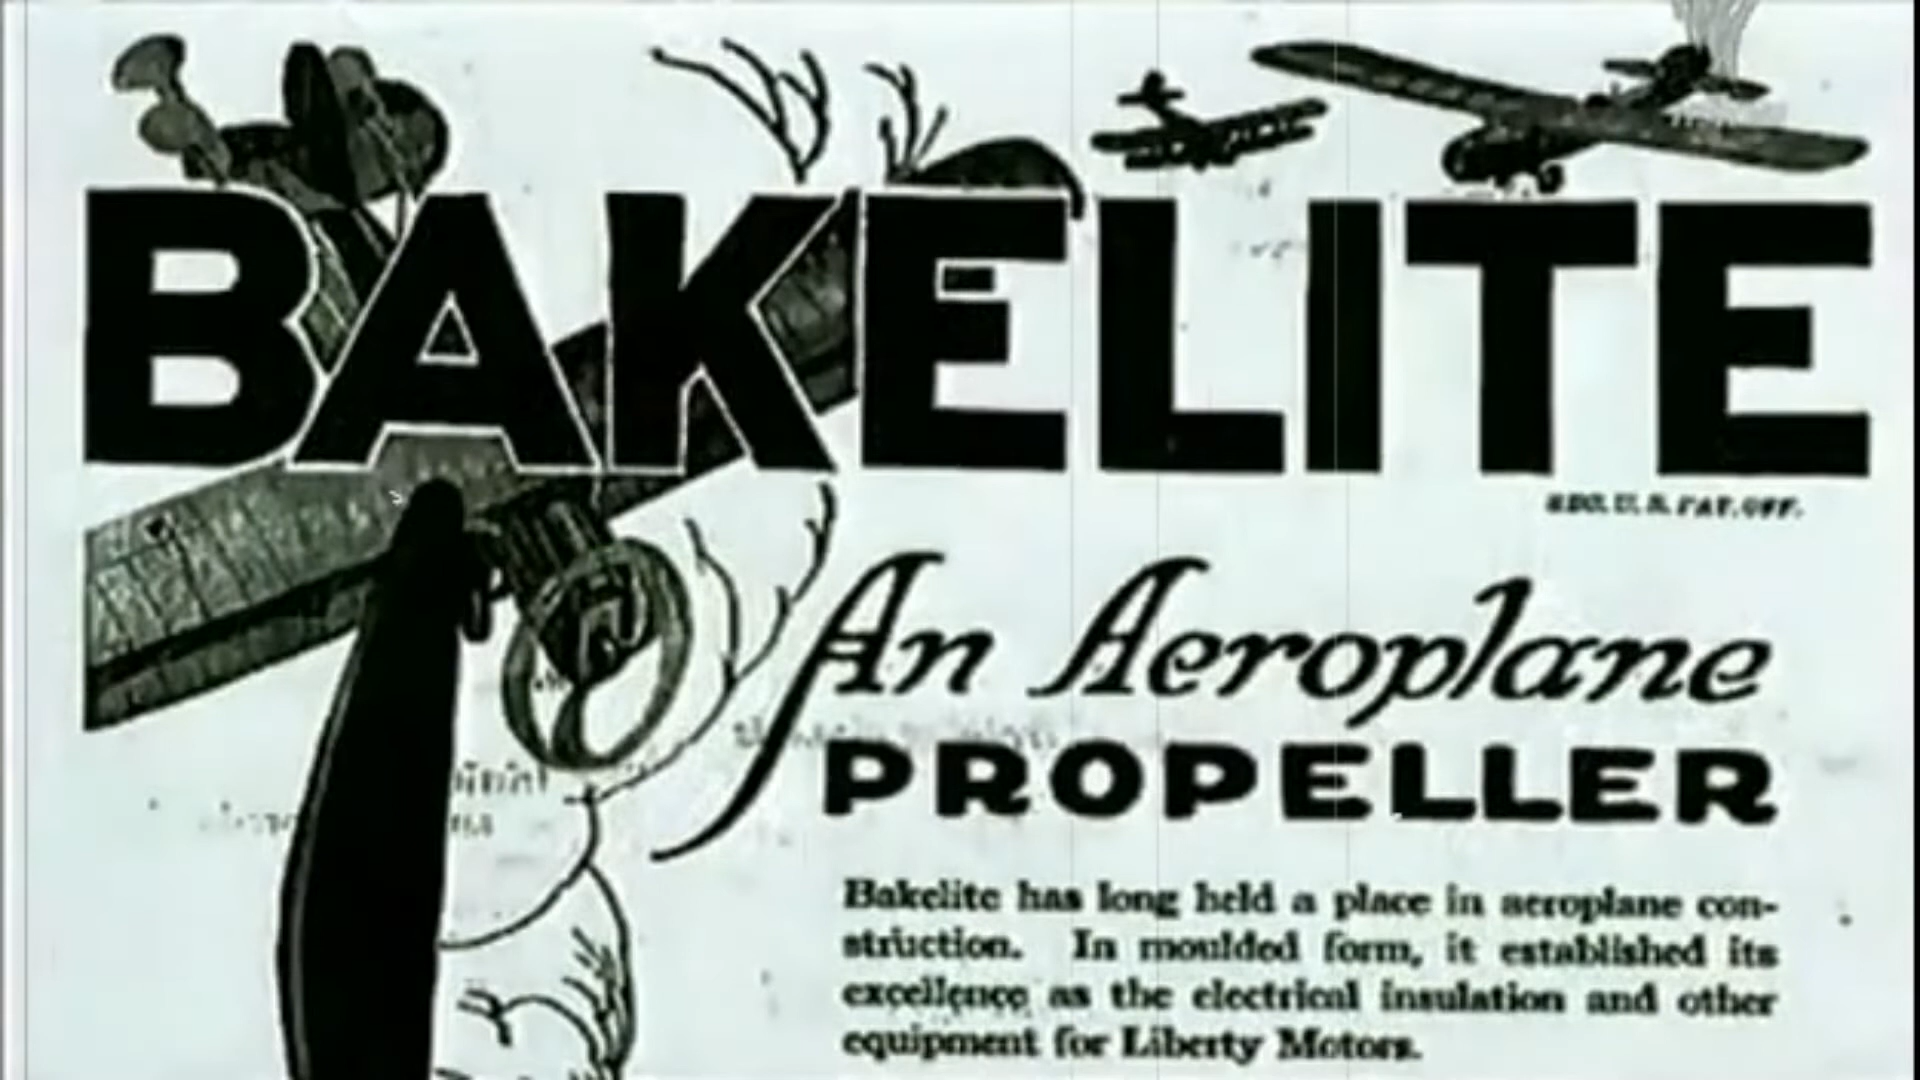 BAKELITE
REG. U. S. PAT. OFF.
An Aeroplane
PROPELLER
Bakelite has long held a place in aeroplane con-
struction. In moulded form, it established its
excellence as the electrical insulation and other
equipment for Liberty Motors.